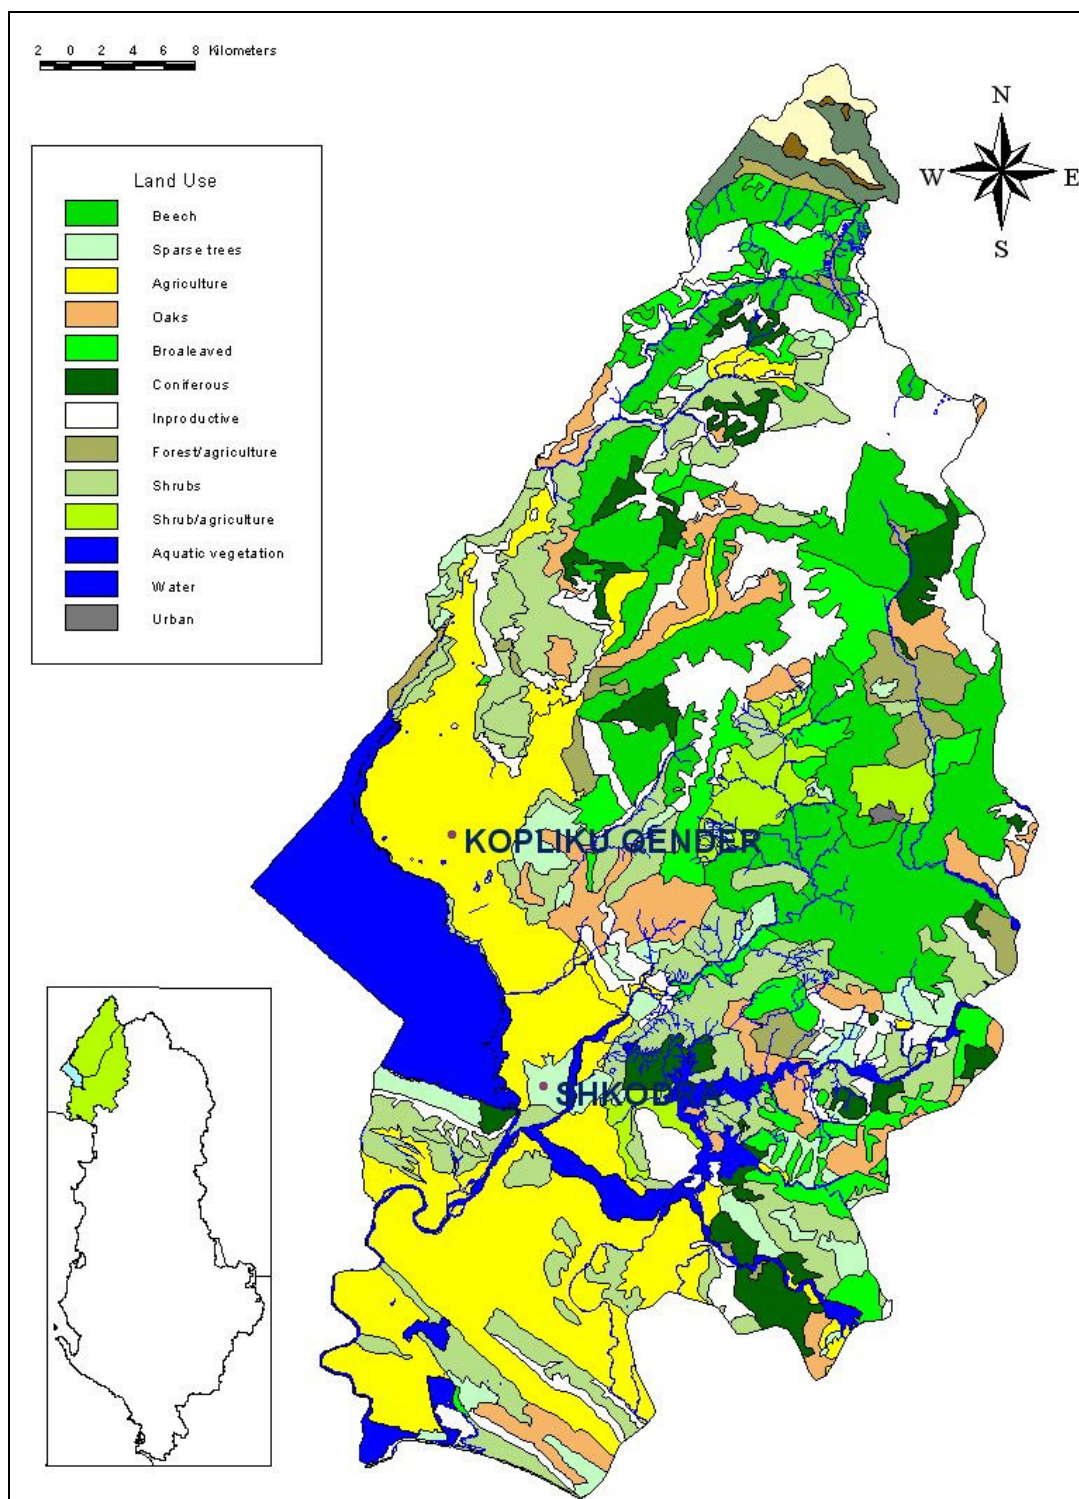 2 0 2 4 6 8 Kilometers
N
W E
S
Land Use
Beech
Sparse trees
Agriculture
Oaks
Broaleaved
Coniferous
Inproductive
Forest/agriculture
Shrubs
Shrub/agriculture
Aquatic vegetation
Water
Urban
KOPLIKU QENDER
SHKODRA